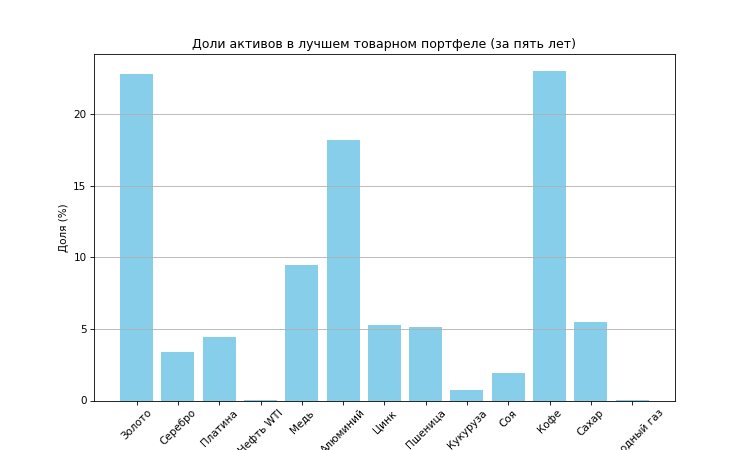 Доли активов в лучшем товарном портфеле (за пять лет)
Доля (%)
20
15
10
5
0
Золото
Серебро
Платина
Нефть WTI
Медь
Алюминий
Цинк
Пшеница
Кукуруза
Соя
Кофе
Сахар
газ